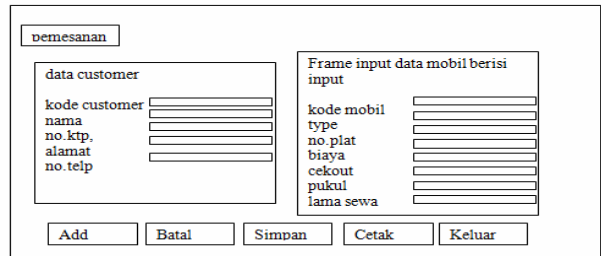 pemesanan
data customer
kode customer
nama
no.ktp,
alamat
no.telp
Frame input data mobil berisi
input
kode mobil
type
no.plat
biaya
cekout
pukul
lama sewa
Add
Batal
Simpan
Cetak
Keluar